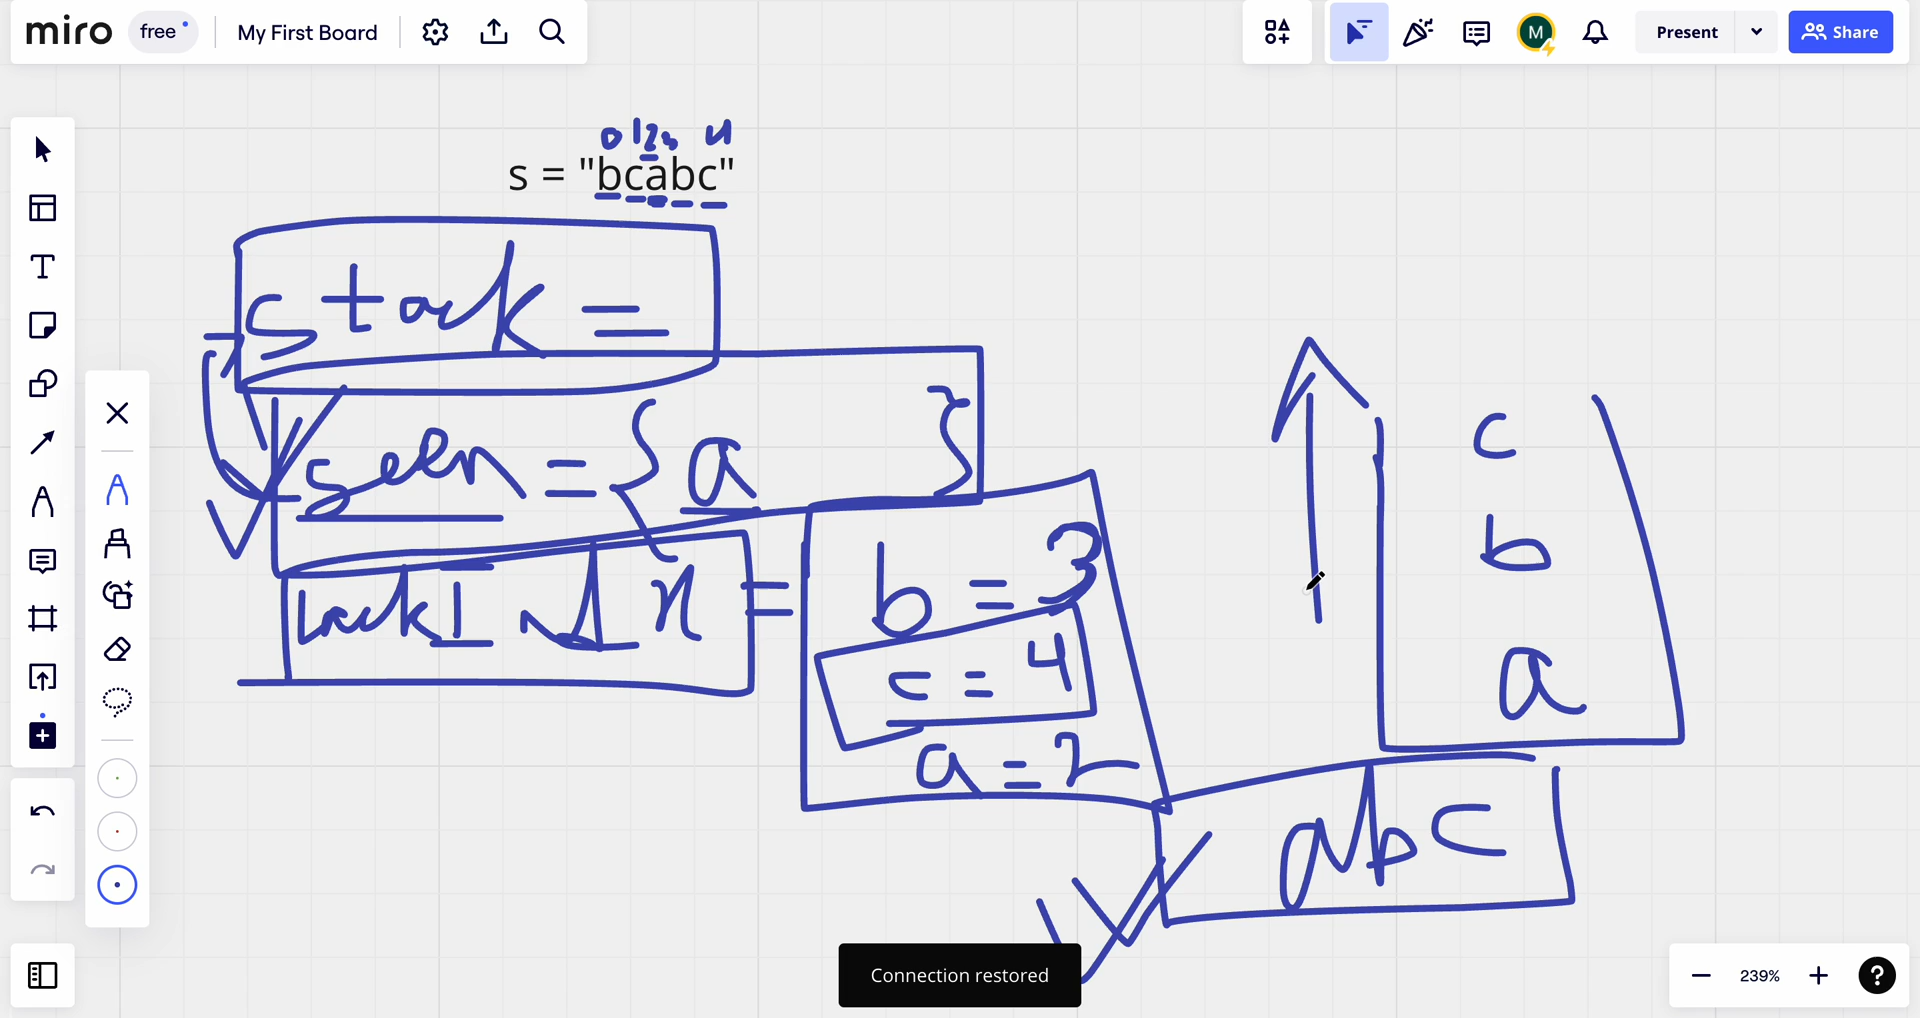 miro free My First Board Present M Share
0 1 2 3 4
s = "bcabc"
stack =
seen = { a }
b = 3
c = 4
a = 2
c
b
a
abc
Connection restored
239%